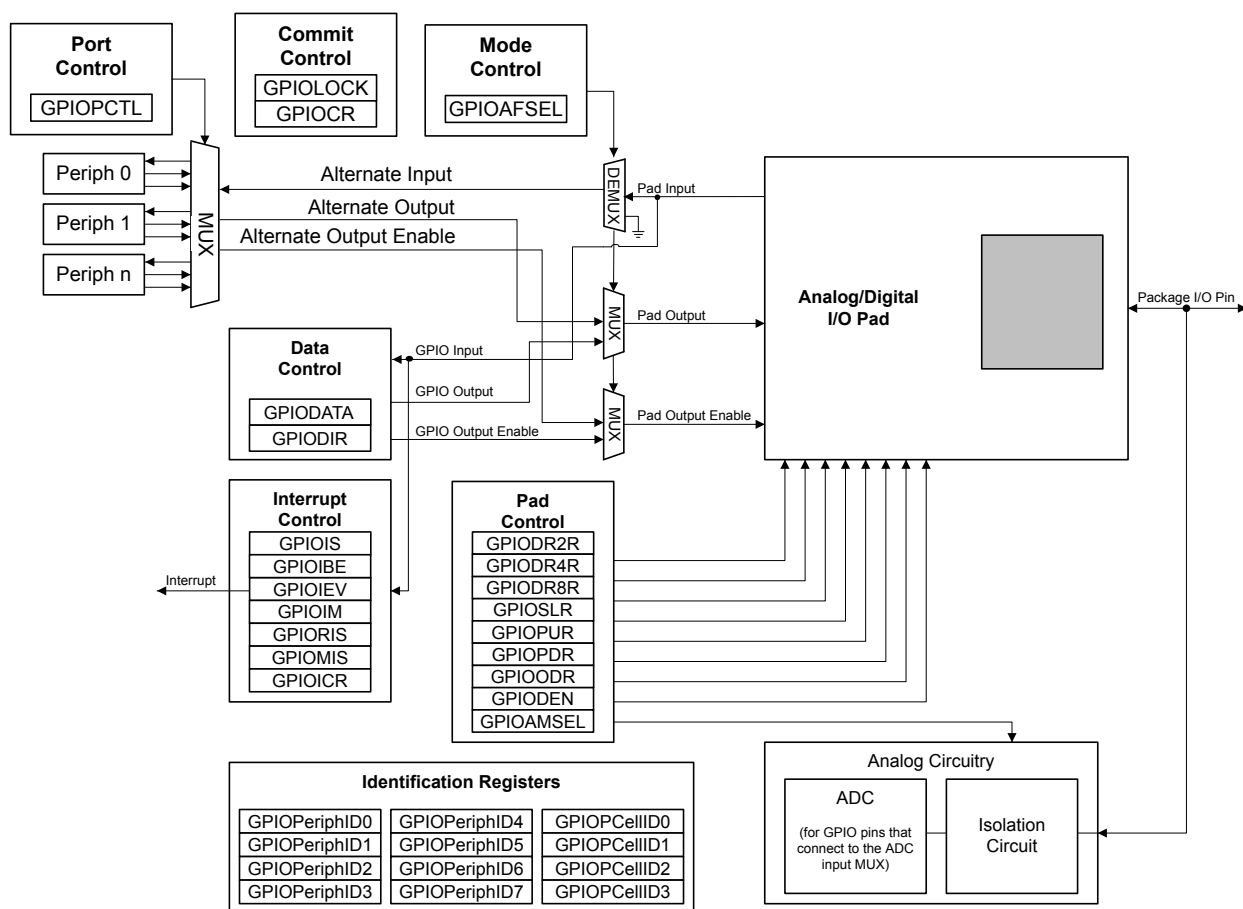 Port
Control
GPIOPCTL
Commit
Control
GPIOLOCK
GPIOCR
Mode
Control
GPIOAFSEL
Periph 0
Periph 1
Periph n
MUX
Alternate Input
Alternate Output
Alternate Output Enable
DEMUX
Pad Input
MUX
Pad Output
MUX
Pad Output Enable
Analog/Digital
I/O Pad
Package I/O Pin
Data
Control
GPIODATA
GPIODIR
GPIO Input
GPIO Output
GPIO Output Enable
Interrupt
Control
GPIOIS
GPIOIBE
GPIOIEV
GPIOIM
GPIORIS
GPIOMIS
GPIOICR
Interrupt
Pad
Control
GPIODR2R
GPIODR4R
GPIODR8R
GPIOSLR
GPIOPUR
GPIOPDR
GPIOODR
GPIODEN
GPIOAMSEL
Analog Circuitry
ADC
(for GPIO pins that
connect to the ADC
input MUX)
Isolation
Circuit
Identification Registers
GPIOPeriphID0
GPIOPeriphID1
GPIOPeriphID2
GPIOPeriphID3
GPIOPeriphID4
GPIOPeriphID5
GPIOPeriphID6
GPIOPeriphID7
GPIOPCellID0
GPIOPCellID1
GPIOPCellID2
GPIOPCellID3